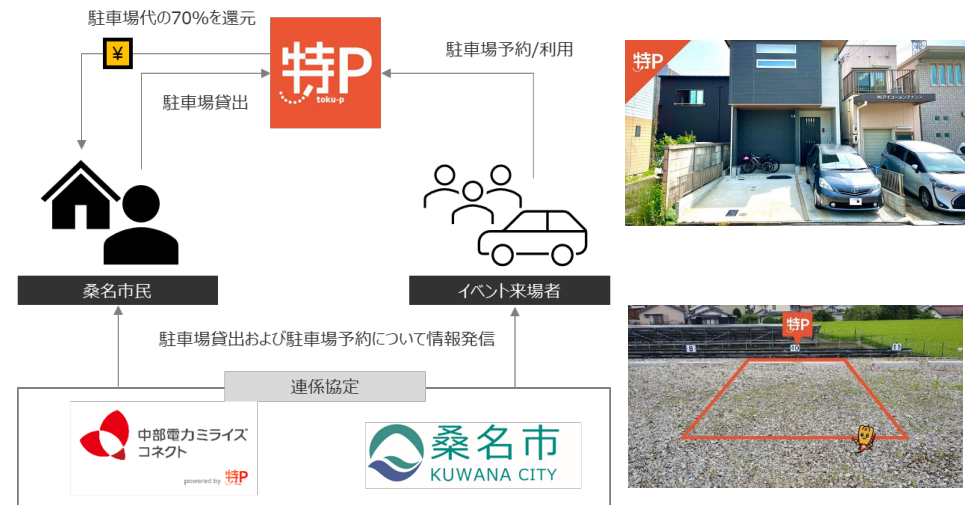 駐車場代の70%を還元
¥
特P
toku-p
駐車場予約/利用
駐車場貸出
桑名市民
イベント来場者
駐車場貸出および駐車場予約について情報発信
連係協定
中部電力ミライズ
コネクト
powered by 特P
桑名市
KUWANA CITY
特P
特P
8
10
11